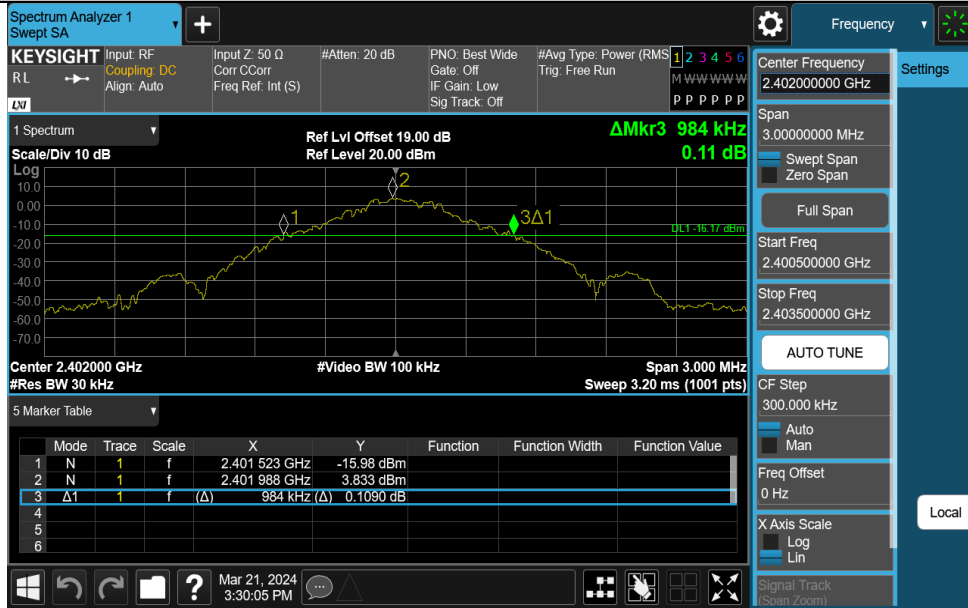 Spectrum Analyzer 1
Swept SA
+
Frequency
KEYSIGHT
RL
LXI
Input: RF
Coupling: DC
Align: Auto
Input Z: 50 Ω
Corr CCorr
Freq Ref: Int (S)
#Atten: 20 dB
PNO: Best Wide
Gate: Off
IF Gain: Low
Sig Track: Off
#Avg Type: Power (RMS
Trig: Free Run
1 2 3 4 5 6
M W W W W W
P P P P P P
1 Spectrum
Scale/Div 10 dB
Ref Lvl Offset 19.00 dB
Ref Level 20.00 dBm
ΔMkr3 984 kHz
0.11 dB
Log
10.0
0.00
-10.0
-20.0
-30.0
-40.0
-50.0
-60.0
-70.0
1
2
3Δ1
DL1 -16.17 dBm
Center 2.402000 GHz
#Res BW 30 kHz
#Video BW 100 kHz
Span 3.000 MHz
Sweep 3.20 ms (1001 pts)
5 Marker Table
Mode Trace Scale X Y Function Function Width Function Value
1 N 1 f 2.401 523 GHz -15.98 dBm
2 N 1 f 2.401 988 GHz 3.833 dBm
3 Δ1 1 f (Δ) 984 kHz (Δ) 0.1090 dB
4
5
6
Mar 21, 2024
3:30:05 PM
?
Center Frequency
2.402000000 GHz
Span
3.00000000 MHz
Swept Span
Zero Span
Full Span
Start Freq
2.400500000 GHz
Stop Freq
2.403500000 GHz
AUTO TUNE
CF Step
300.000 kHz
Auto
Man
Freq Offset
0 Hz
X Axis Scale
Log
Lin
Signal Track
(Span Zoom)
Settings
Local